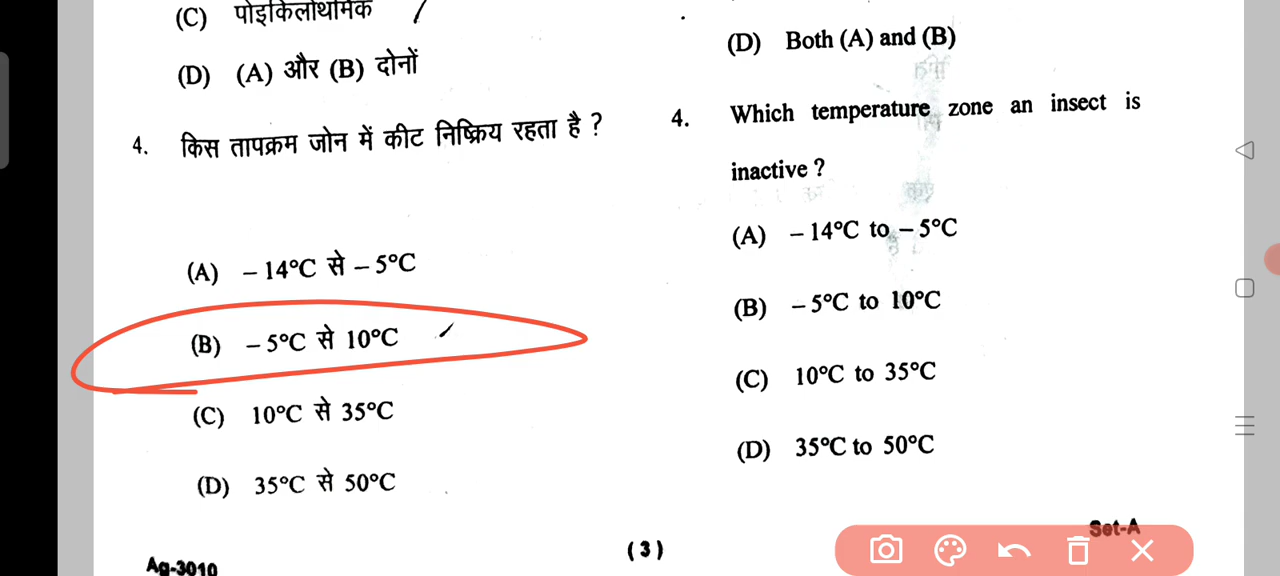 (C) पोइकिलोथर्मिक
(D) (A) और (B) दोनों
4. किस तापक्रम जोन में कीट निष्क्रिय रहता है ?
(A) – 14°C से – 5°C
(B) – 5°C से 10°C
(C) 10°C से 35°C
(D) 35°C से 50°C
Ag-3010
(D) Both (A) and (B)
4. Which temperature zone an insect is
inactive ?
(A) – 14°C to – 5°C
(B) – 5°C to 10°C
(C) 10°C to 35°C
(D) 35°C to 50°C
(3)
Set-A